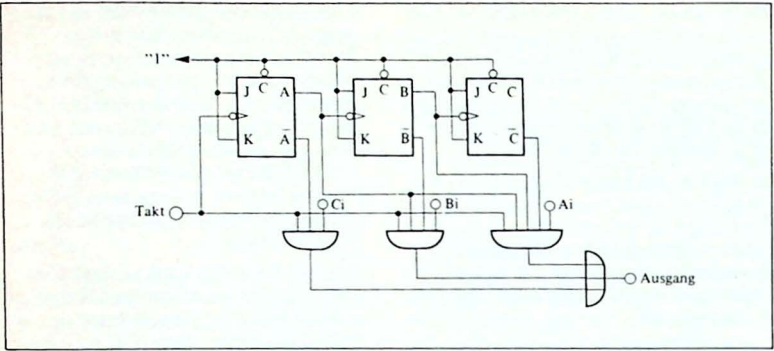 "1"
J C A
K A̅
J C B
K B̅
J C C
K C̅
Takt
Ci
Bi
Ai
Ausgang